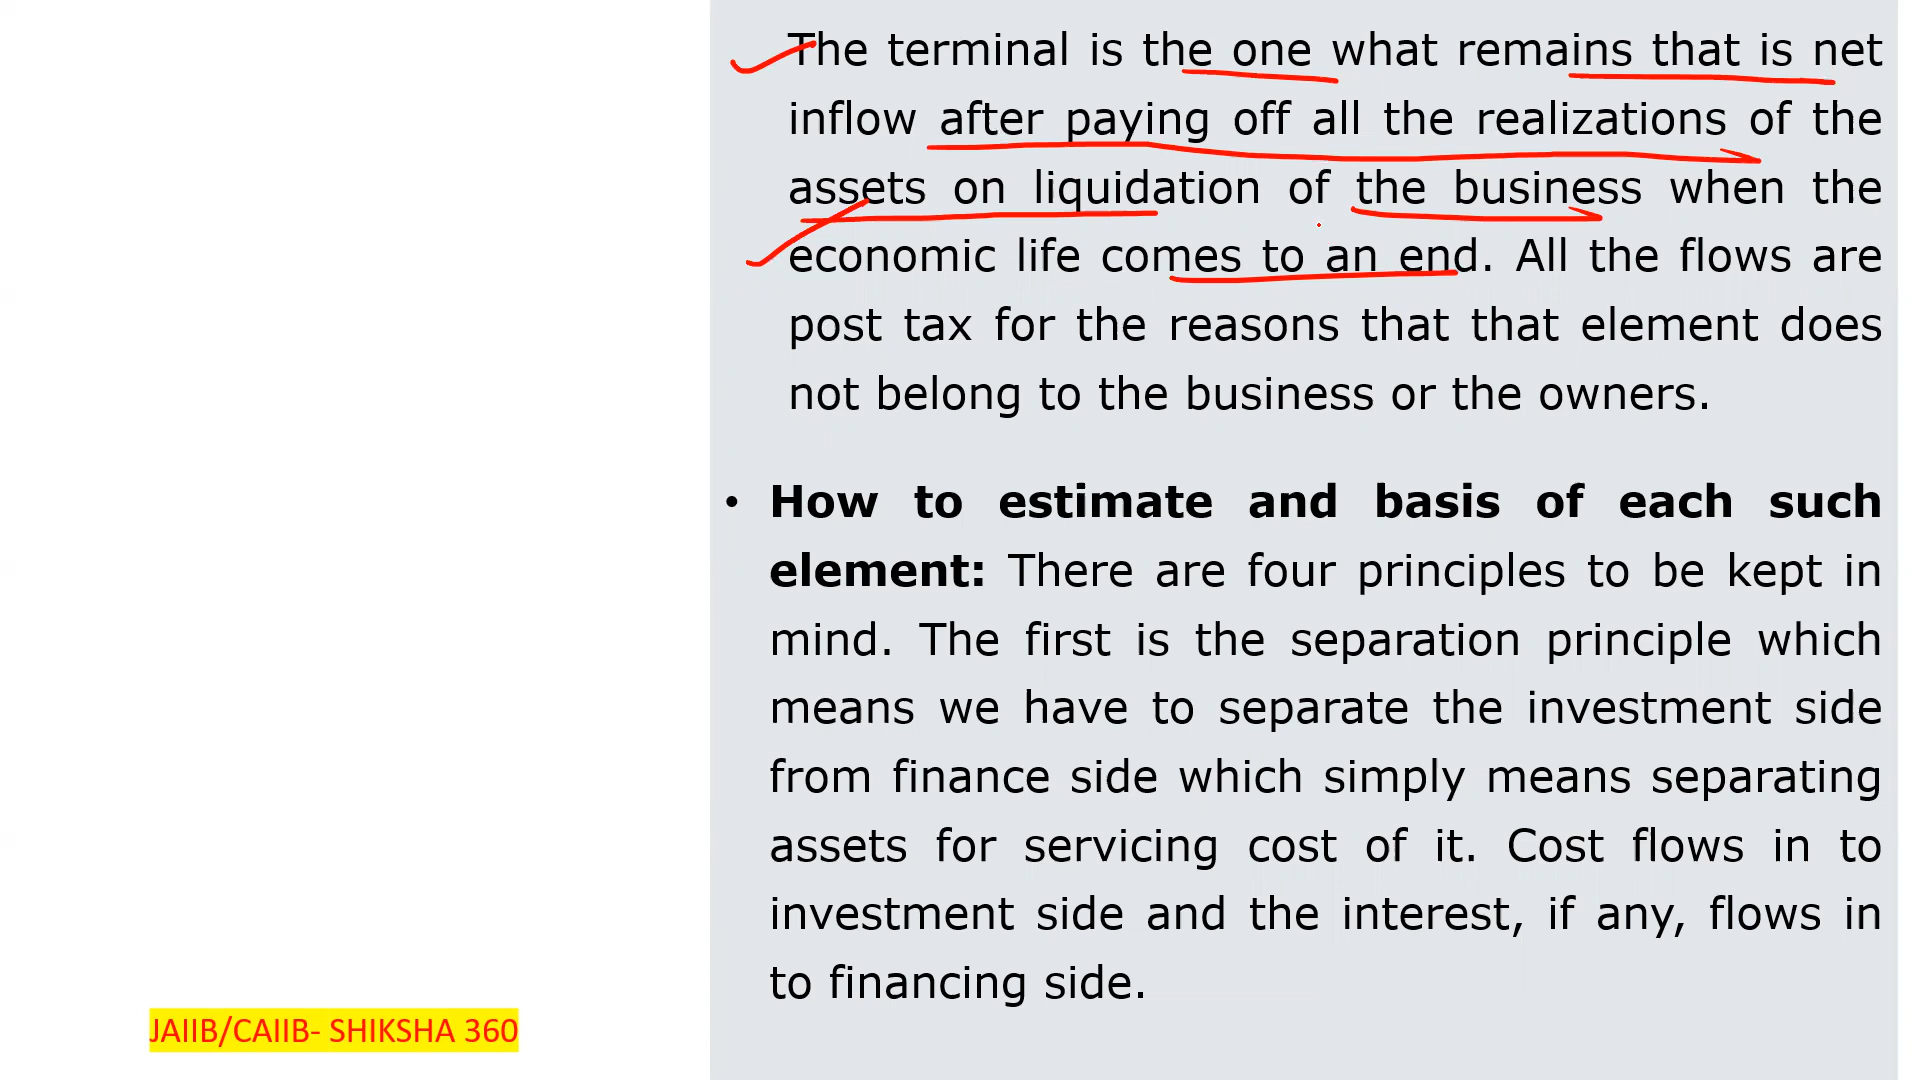 The terminal is the one what remains that is net
inflow after paying off all the realizations of the
assets on liquidation of the business when the
economic life comes to an end. All the flows are
post tax for the reasons that that element does
not belong to the business or the owners.
• How to estimate and basis of each such
element: There are four principles to be kept in
mind. The first is the separation principle which
means we have to separate the investment side
from finance side which simply means separating
assets for servicing cost of it. Cost flows in to
investment side and the interest, if any, flows in
to financing side.
JAIIB/CAIIB- SHIKSHA 360